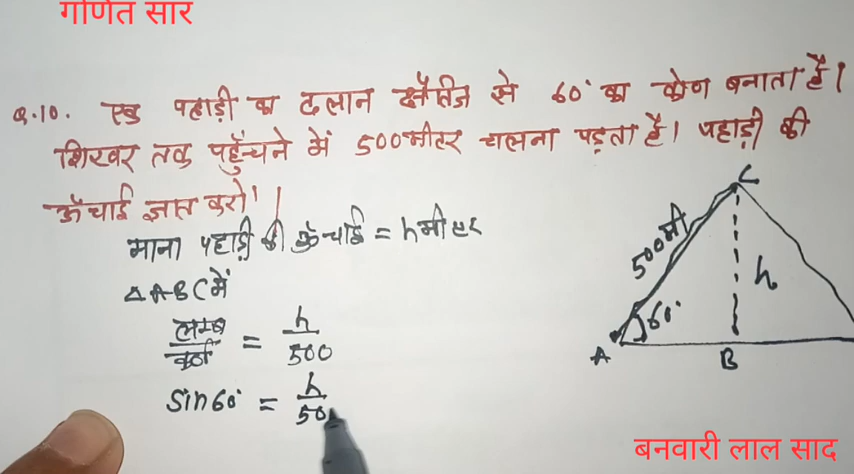 गणित सार
Q.10. एक पहाड़ी का ढलान क्षैतिज से 60° का कोण बनाता है।
शिखर तक पहुँचने में 500मीटर चलना पड़ता है। पहाड़ी की
ऊँचाई ज्ञात करो।
माना पहाड़ी की ऊँचाई = h मीटर
△ABC में
लम्ब/कर्ण = h/500
sin60° = h/50
C
500मी
h
60°
A
B
बनवारी लाल साद